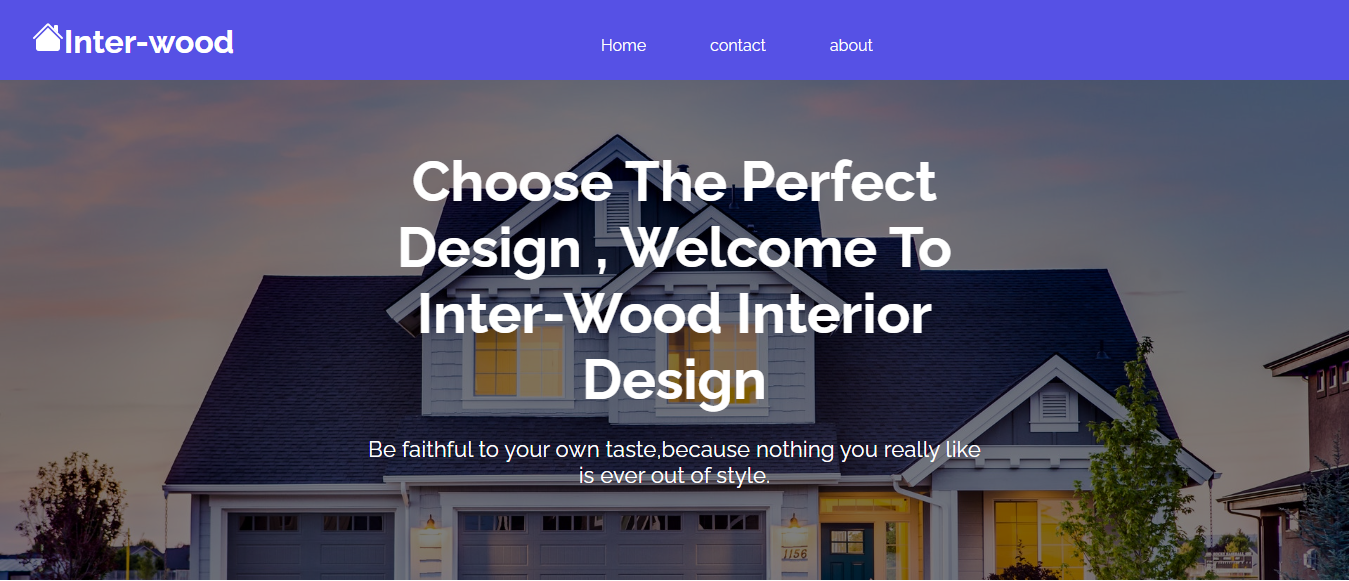 Inter-wood
Home contact about
Choose The Perfect
Design , Welcome To
Inter-Wood Interior
Design
Be faithful to your own taste,because nothing you really like
is ever out of style.
1156